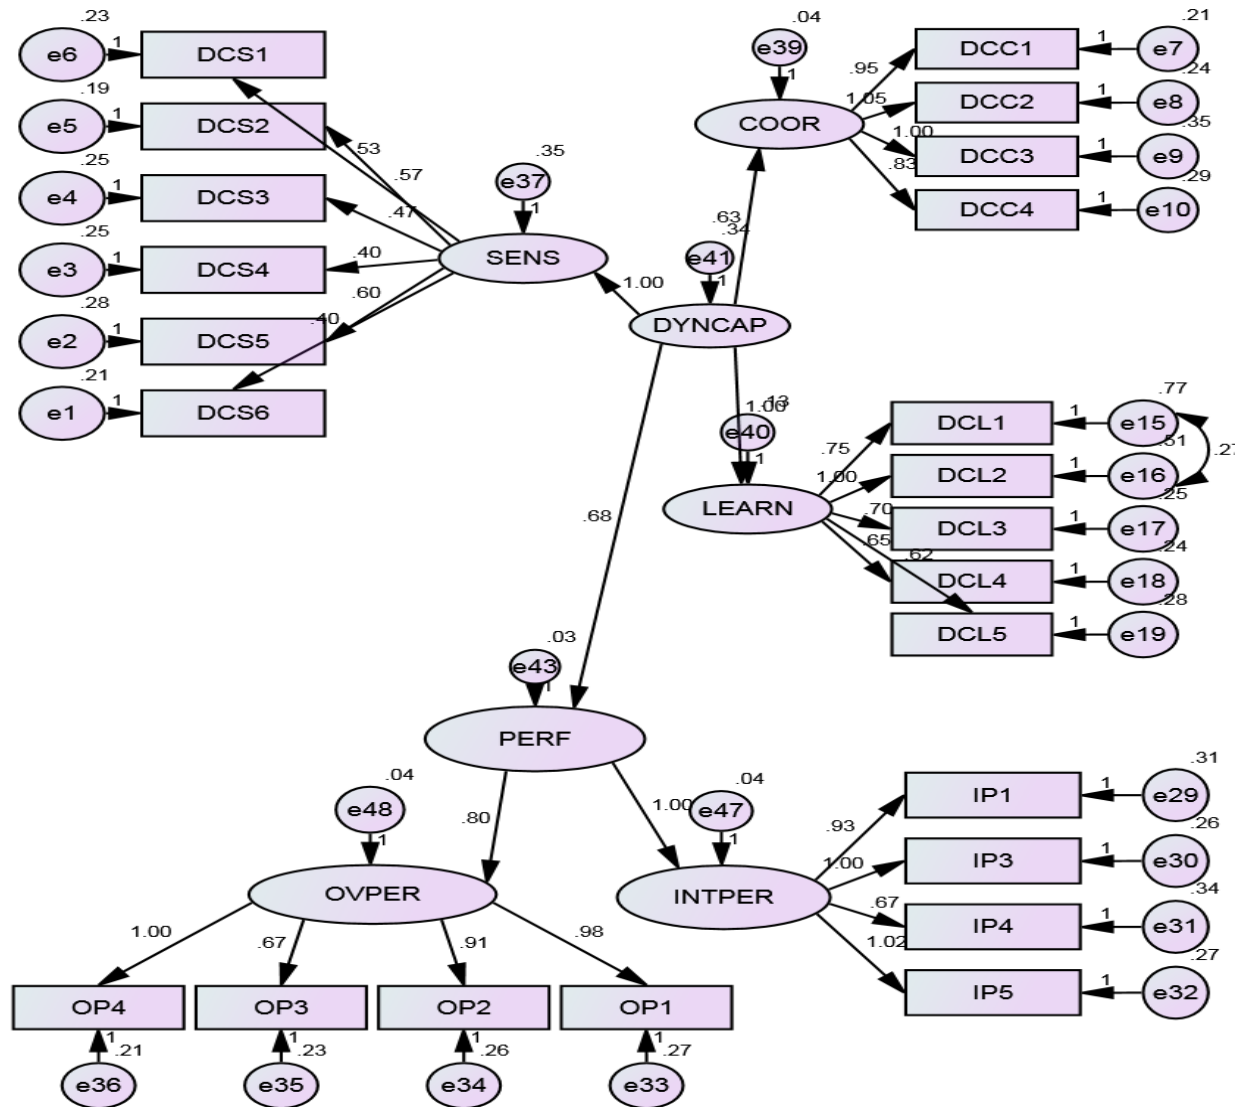 .23
e6 1 DCS1
.19
e5 1 DCS2
.25
e4 1 DCS3
.25
e3 1 DCS4
.28
e2 1 DCS5
.21
e1 1 DCS6
.53
.57
.47
.40
.60
.40
.35
e37
1
SENS
1.00
.04
e39
1
COOR
.95
1.05
1.00
.83
DCC1 1 e7
.21
DCC2 1 e8
.24
DCC3 1 e9
.35
DCC4 1 e10
.29
.63
.34
e41
1
DYNCAP
1.00
.13
e40
1
LEARN
.75
1.00
.70
.65
.62
.77
DCL1 1 e15
.51
DCL2 1 e16
.27
.25
DCL3 1 e17
.24
DCL4 1 e18
.28
DCL5 1 e19
.68
.03
e43
1
PERF
.80
1.00
.04
e48
1
OVPER
.04
e47
1
INTPER
.93
1.00
.67
1.02
.31
IP1 1 e29
.26
IP3 1 e30
.34
IP4 1 e31
.27
IP5 1 e32
1.00
.67
.91
.98
OP4 OP3 OP2 OP1
1 1 1 1
.21 .23 .26 .27
e36 e35 e34 e33